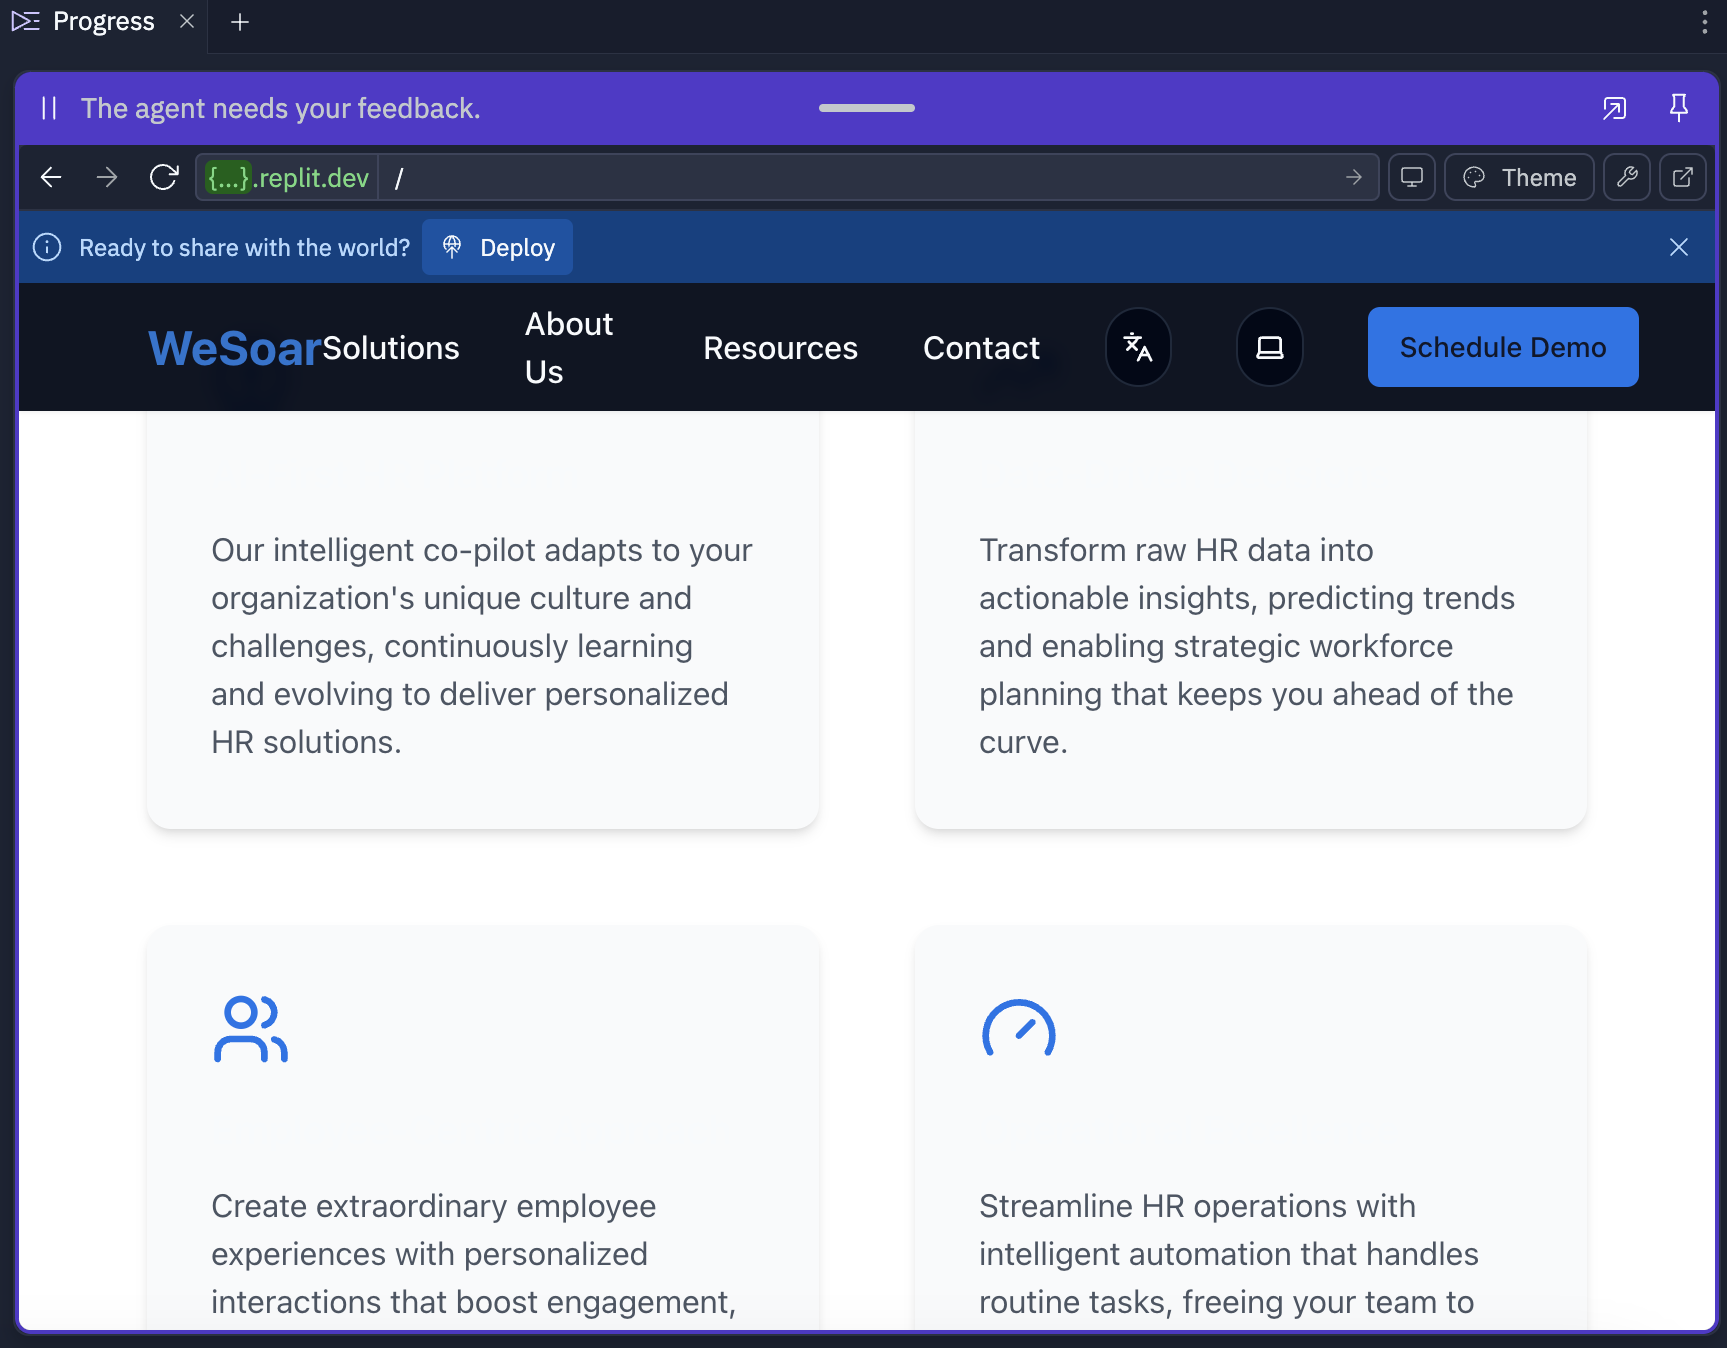 Progress
The agent needs your feedback.
{...}.replit.dev /
Theme
Ready to share with the world? Deploy
WeSoar Solutions About Us Resources Contact Schedule Demo
Our intelligent co-pilot adapts to your
organization's unique culture and
challenges, continuously learning
and evolving to deliver personalized
HR solutions.
Transform raw HR data into
actionable insights, predicting trends
and enabling strategic workforce
planning that keeps you ahead of the
curve.
Create extraordinary employee
experiences with personalized
interactions that boost engagement,
Streamline HR operations with
intelligent automation that handles
routine tasks, freeing your team to